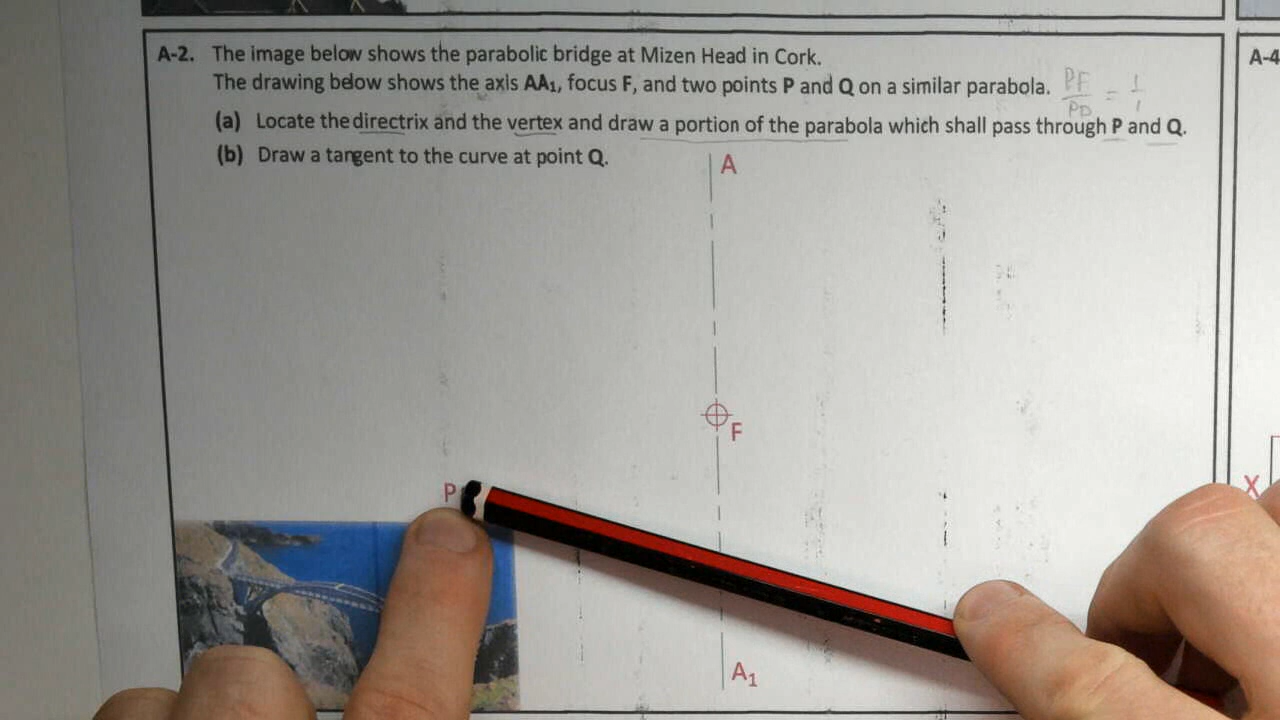 A-2. The image below shows the parabolic bridge at Mizen Head in Cork.
The drawing below shows the axis AA₁, focus F, and two points P and Q on a similar parabola.
PF/PD = 1/1
(a) Locate the directrix and the vertex and draw a portion of the parabola which shall pass through P and Q.
(b) Draw a tangent to the curve at point Q.
A
F
P
A₁
A-4
X